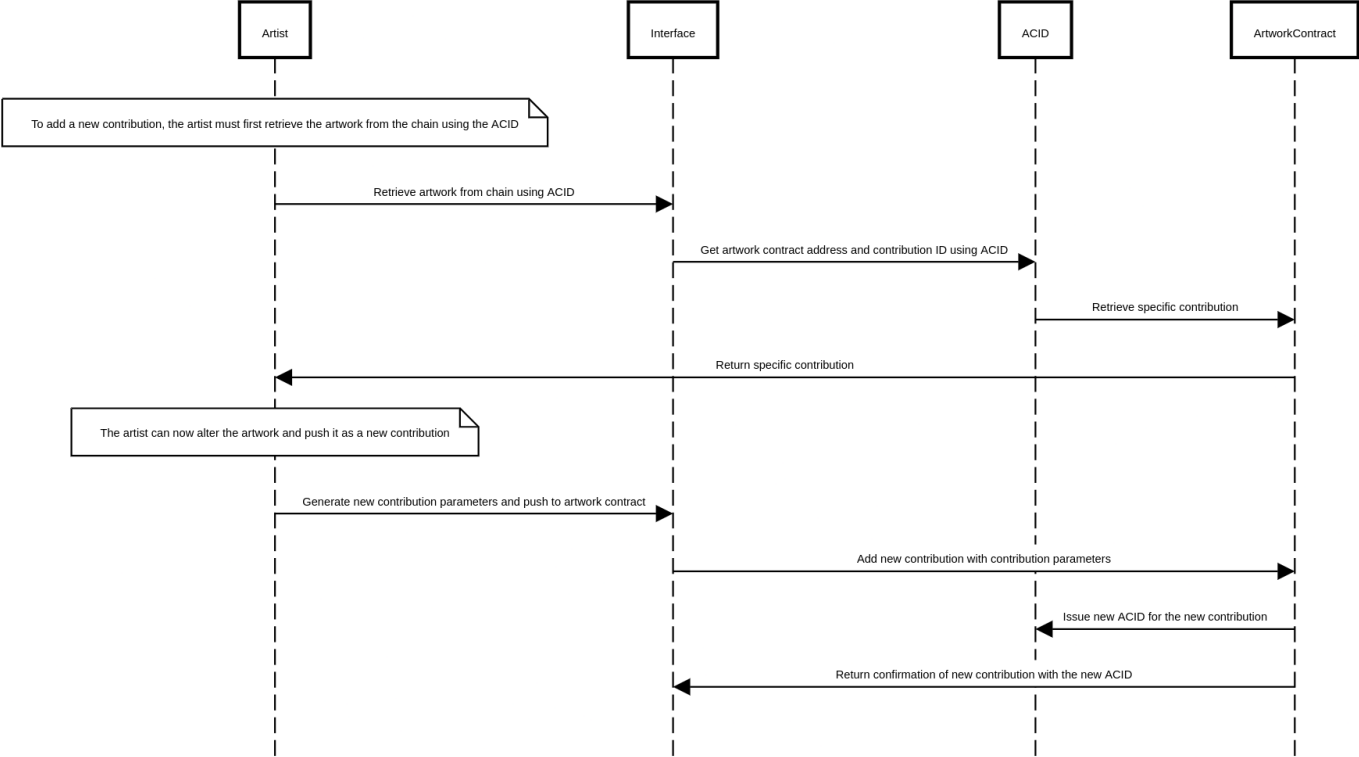 Artist
Interface
ACID
ArtworkContract
To add a new contribution, the artist must first retrieve the artwork from the chain using the ACID
Retrieve artwork from chain using ACID
Get artwork contract address and contribution ID using ACID
Retrieve specific contribution
Return specific contribution
The artist can now alter the artwork and push it as a new contribution
Generate new contribution parameters and push to artwork contract
Add new contribution with contribution parameters
Issue new ACID for the new contribution
Return confirmation of new contribution with the new ACID